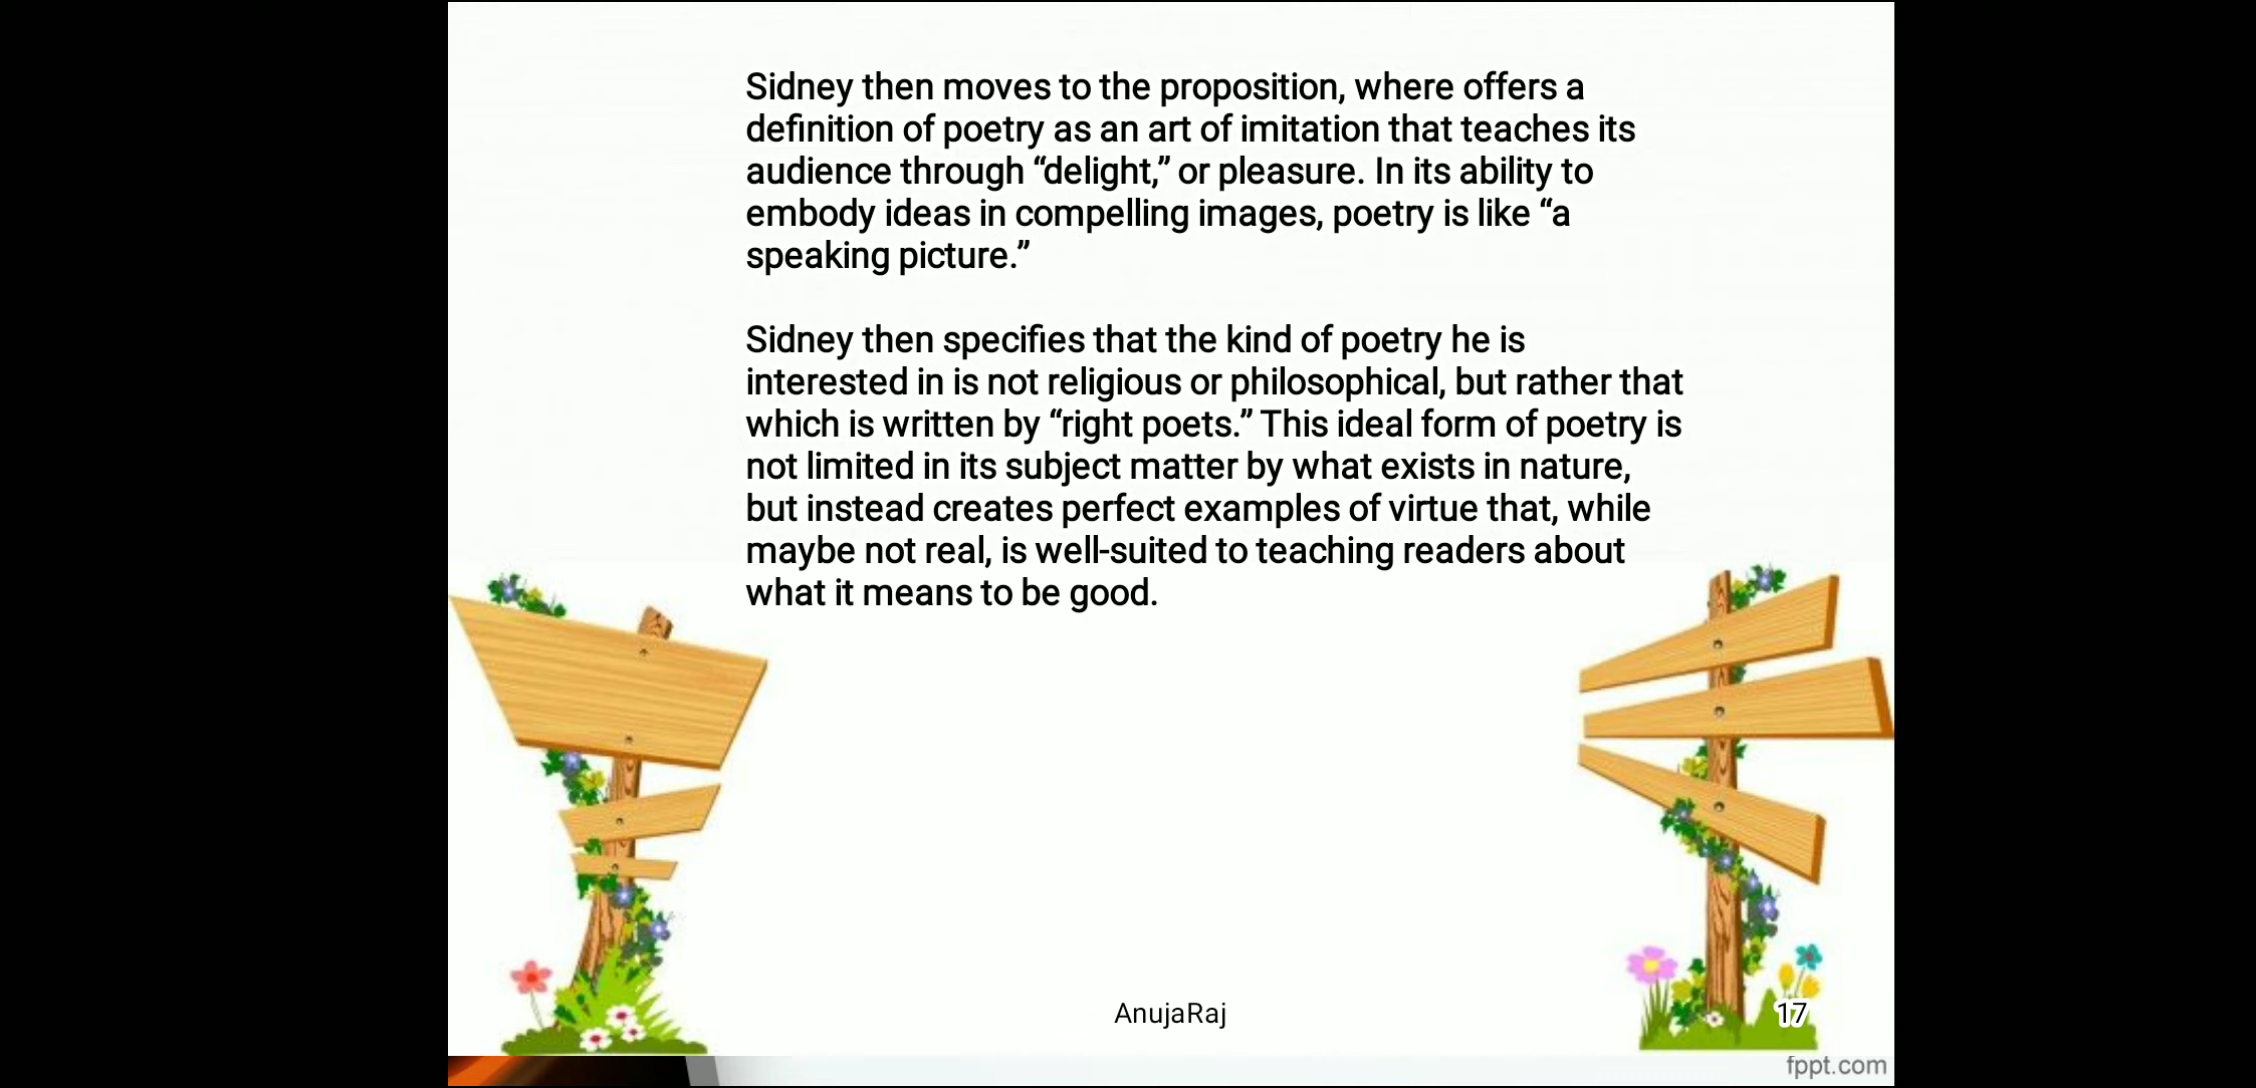 Sidney then moves to the proposition, where offers a
definition of poetry as an art of imitation that teaches its
audience through “delight,” or pleasure. In its ability to
embody ideas in compelling images, poetry is like “a
speaking picture.”
Sidney then specifies that the kind of poetry he is
interested in is not religious or philosophical, but rather that
which is written by “right poets.” This ideal form of poetry is
not limited in its subject matter by what exists in nature,
but instead creates perfect examples of virtue that, while
maybe not real, is well-suited to teaching readers about
what it means to be good.
AnujaRaj
17
fppt.com